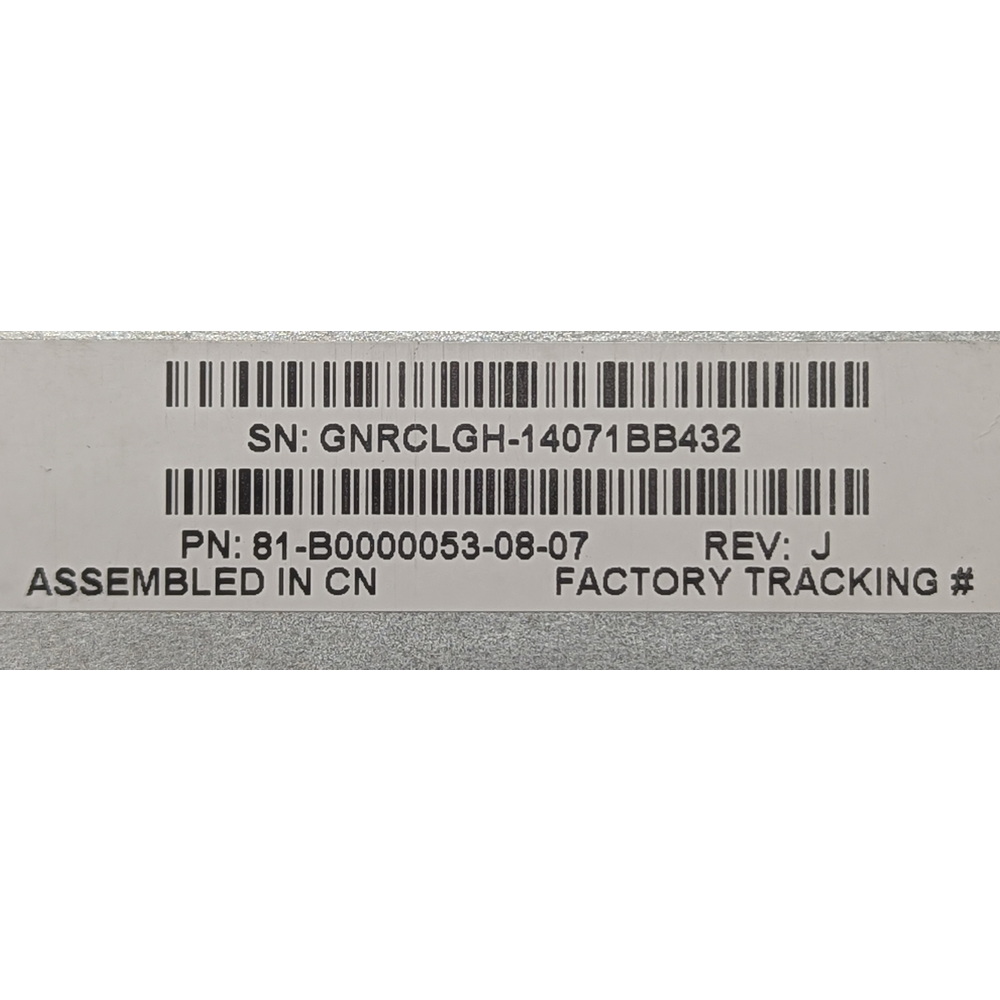 SN: GNRCLGH-14071BB432
PN: 81-B0000053-08-07 REV: J
ASSEMBLED IN CN FACTORY TRACKING #